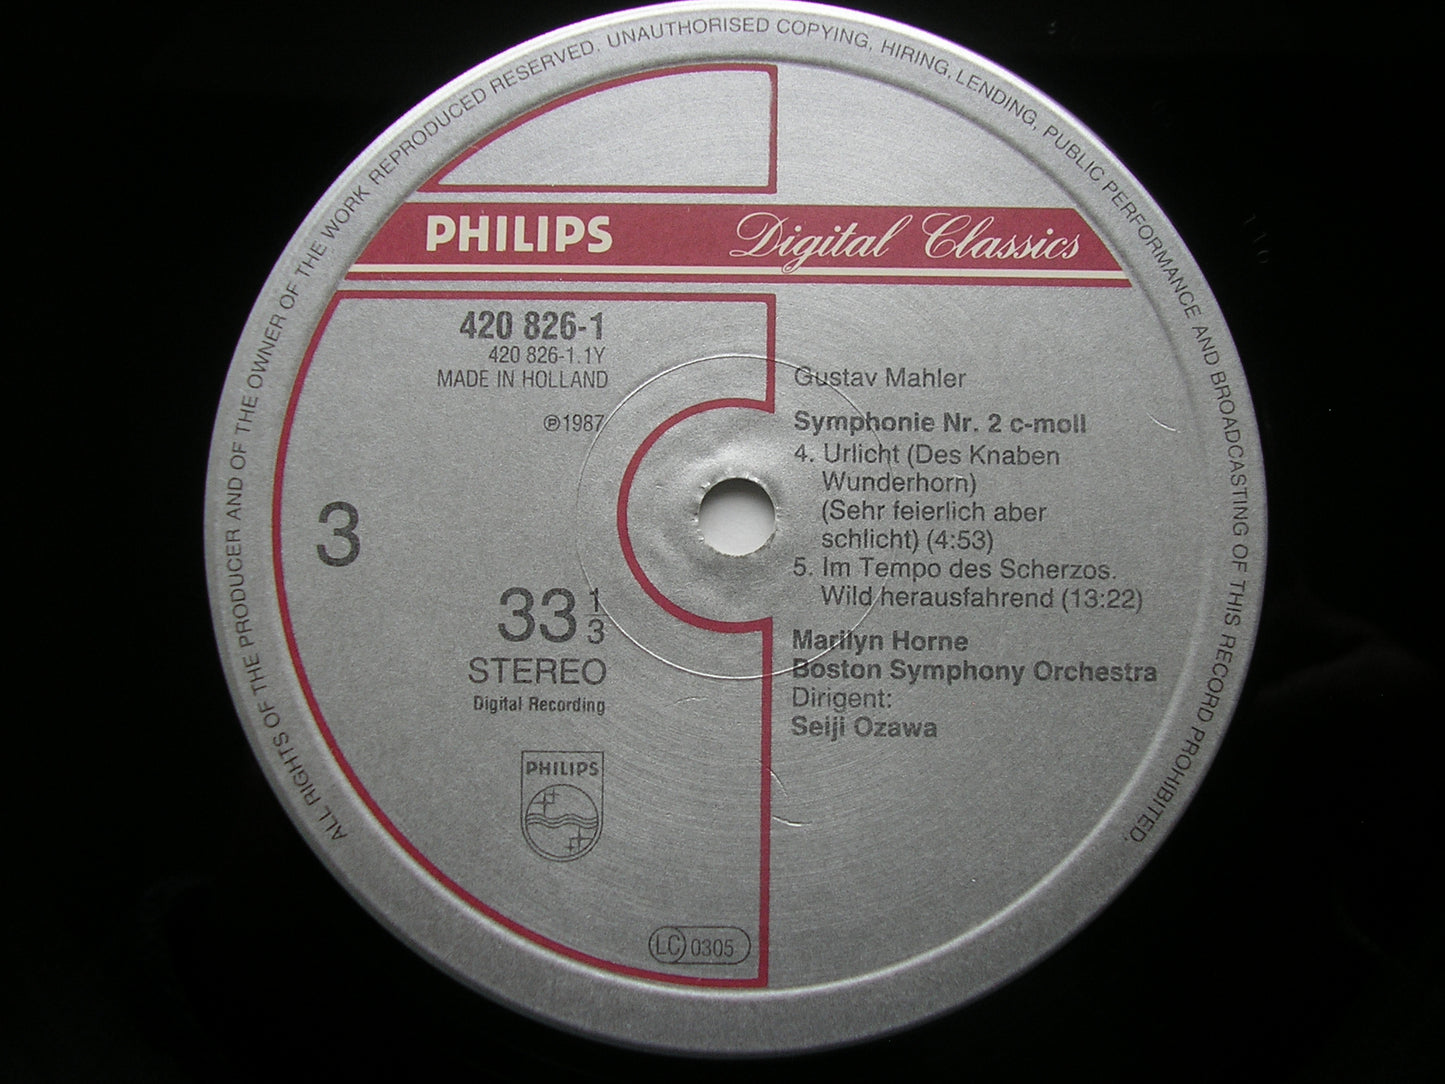 ALL RIGHTS OF THE PRODUCER AND OF THE OWNER OF THE WORK REPRODUCED RESERVED. UNAUTHORISED COPYING, HIRING, LENDING, PUBLIC PERFORMANCE AND BROADCASTING OF THIS RECORD PROHIBITED.
PHILIPS Digital Classics
420 826-1
420 826-1.1Y
MADE IN HOLLAND
℗1987
3
33 1/3
STEREO
Digital Recording
PHILIPS
LC 0305
Gustav Mahler
Symphonie Nr. 2 c-moll
4. Urlicht (Des Knaben
Wunderhorn)
(Sehr feierlich aber
schlicht) (4:53)
5. Im Tempo des Scherzos.
Wild herausfahrend (13:22)
Marilyn Horne
Boston Symphony Orchestra
Dirigent:
Seiji Ozawa